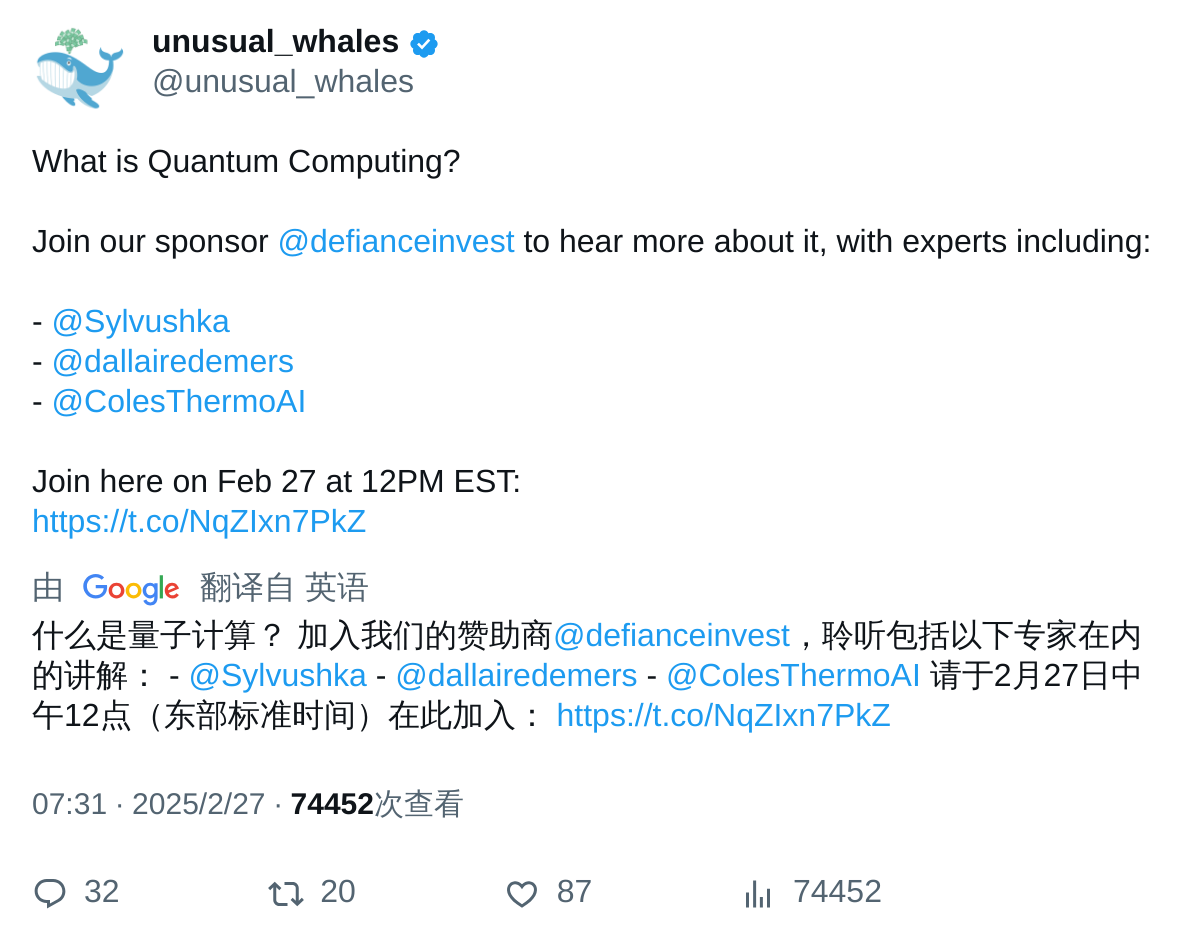 unusual_whales
@unusual_whales
What is Quantum Computing?
Join our sponsor @defianceinvest to hear more about it, with experts including:
- @Sylvushka
- @dallairedemers
- @ColesThermoAI
Join here on Feb 27 at 12PM EST:
https://t.co/NqZIxn7PkZ
由 Google 翻译自 英语
什么是量子计算？ 加入我们的赞助商@defianceinvest，聆听包括以下专家在内
的讲解： - @Sylvushka - @dallairedemers - @ColesThermoAI 请于2月27日中
午12点（东部标准时间）在此加入： https://t.co/NqZIxn7PkZ
07:31 · 2025/2/27 · 74452次查看
32 20 87 74452